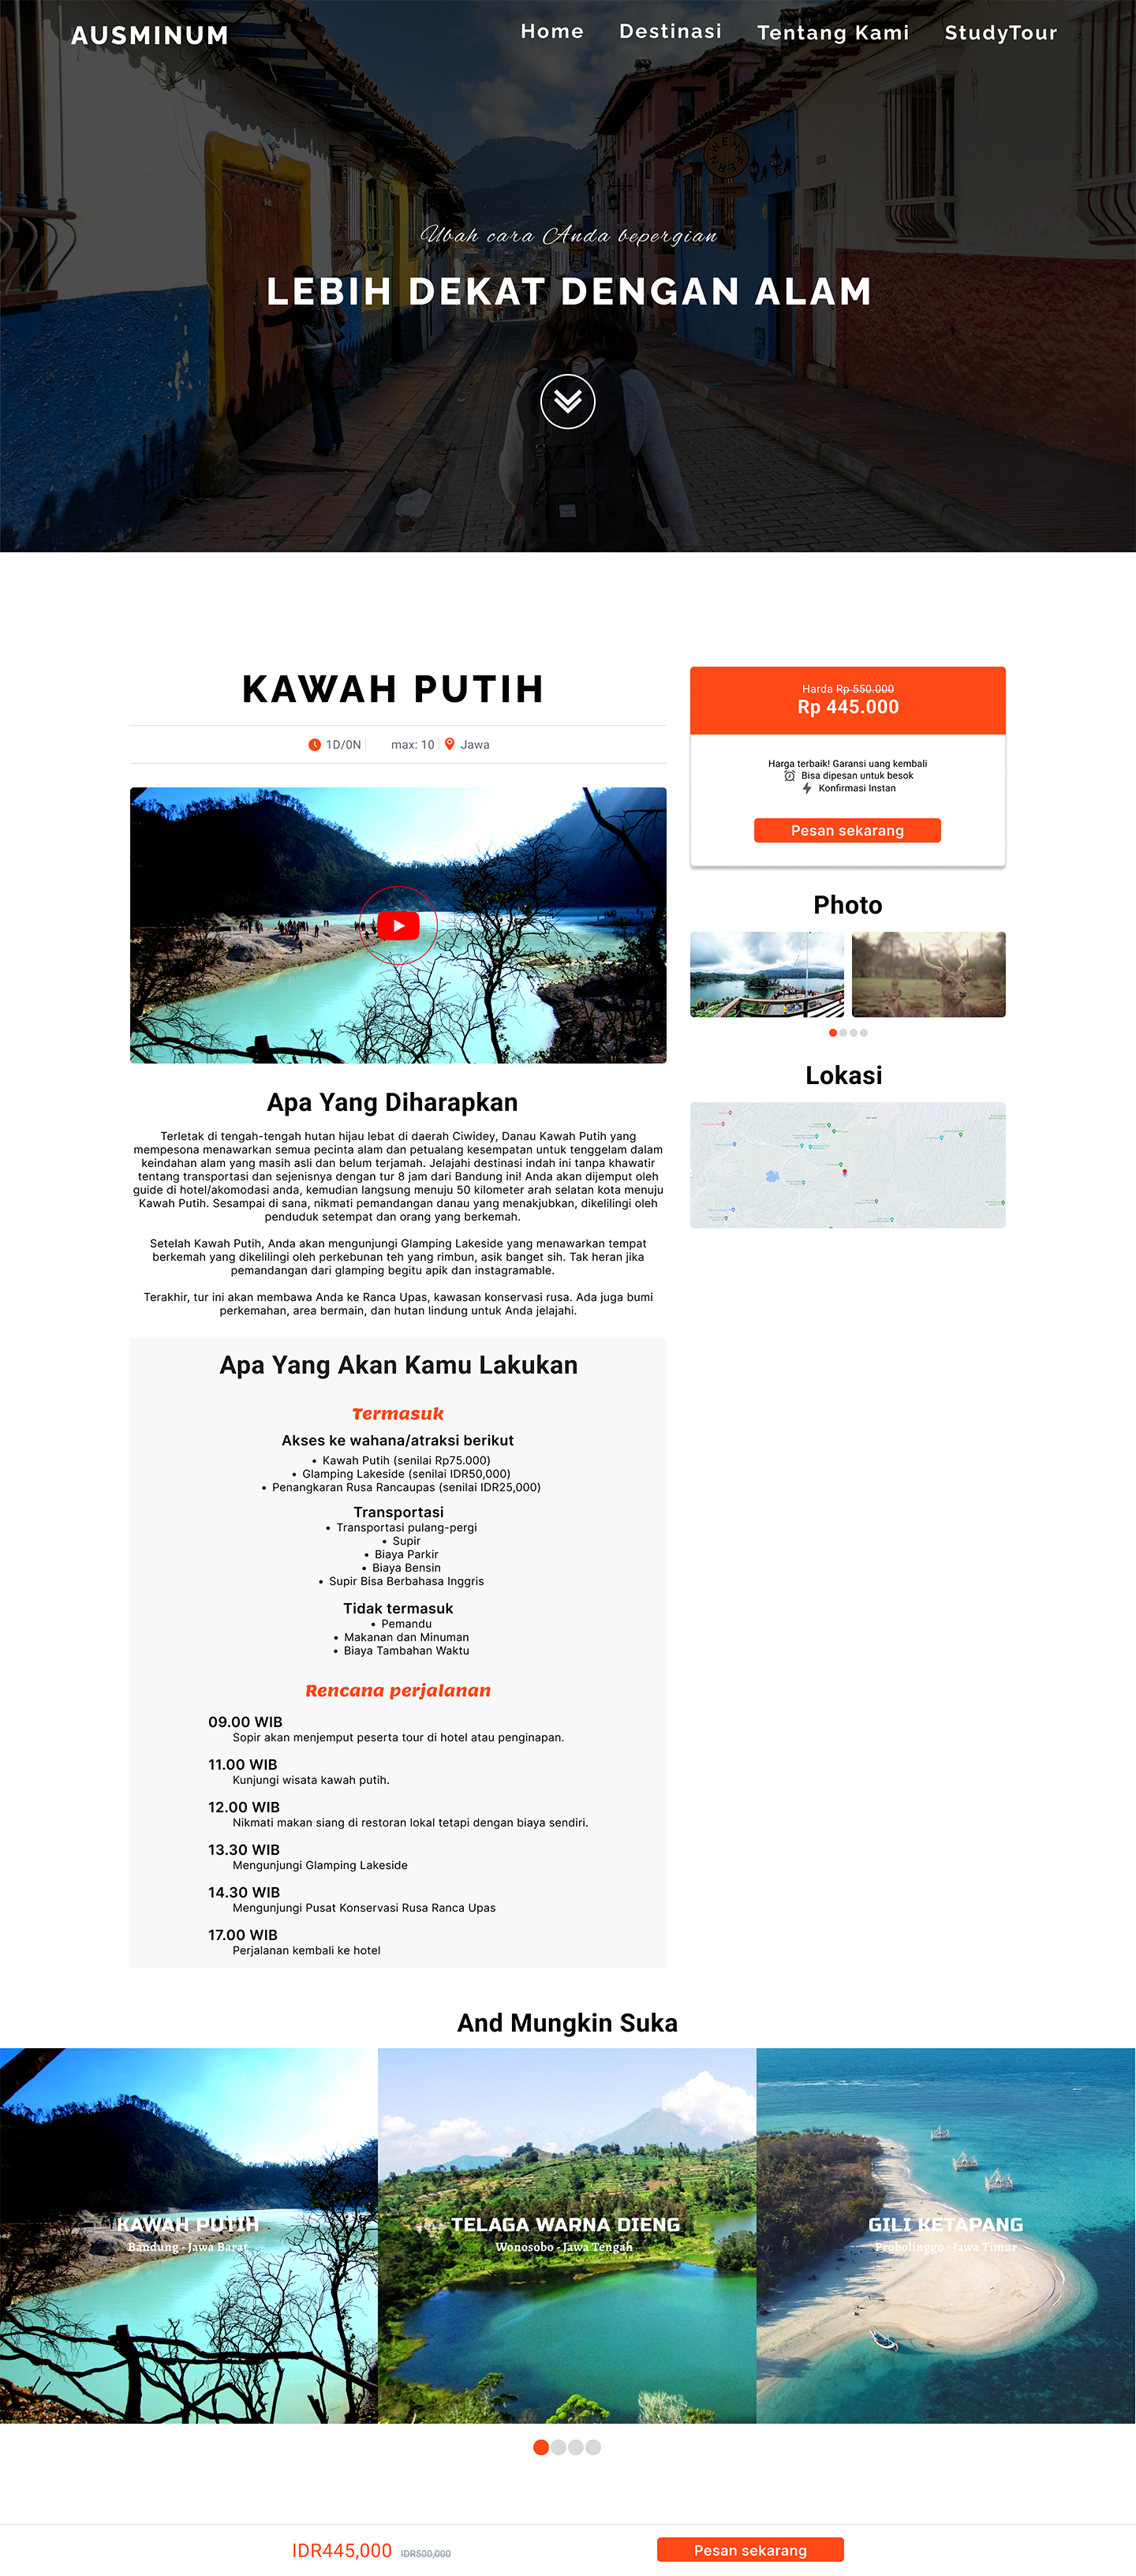 AUSMINUM
Home Destinasi Tentang Kami StudyTour
Ubah cara Anda bepergian
LEBIH DEKAT DENGAN ALAM
KAWAH PUTIH
1D/0N max: 10 Jawa
Apa Yang Diharapkan
Terletak di tengah-tengah hutan hijau lebat di daerah Ciwidey, Danau Kawah Putih yang
mempesona menawarkan semua pecinta alam dan petualang kesempatan untuk tenggelam dalam
keindahan alam yang masih asli dan belum terjamah. Jelajahi destinasi indah ini tanpa khawatir
tentang transportasi dan sejenisnya dengan tur 8 jam dari Bandung ini! Anda akan dijemput oleh
guide di hotel/akomodasi anda, kemudian langsung menuju 50 kilometer arah selatan kota menuju
Kawah Putih. Sesampai di sana, nikmati pemandangan danau yang menakjubkan, dikelilingi oleh
penduduk setempat dan orang yang berkemah.
Setelah Kawah Putih, Anda akan mengunjungi Glamping Lakeside yang menawarkan tempat
berkemah yang dikelilingi oleh perkebunan teh yang rimbun, asik banget sih. Tak heran jika
pemandangan dari glamping begitu apik dan instagramable.
Terakhir, tur ini akan membawa Anda ke Ranca Upas, kawasan konservasi rusa. Ada juga bumi
perkemahan, area bermain, dan hutan lindung untuk Anda jelajahi.
Apa Yang Akan Kamu Lakukan
Termasuk
Akses ke wahana/atraksi berikut
• Kawah Putih (senilai Rp75.000)
• Glamping Lakeside (senilai IDR50,000)
• Penangkaran Rusa Rancaupas (senilai IDR25,000)
Transportasi
• Transportasi pulang-pergi
• Supir
• Biaya Parkir
• Biaya Bensin
• Supir Bisa Berbahasa Inggris
Tidak termasuk
• Pemandu
• Makanan dan Minuman
• Biaya Tambahan Waktu
Rencana perjalanan
09.00 WIB
Sopir akan menjemput peserta tour di hotel atau penginapan.
11.00 WIB
Kunjungi wisata kawah putih.
12.00 WIB
Nikmati makan siang di restoran lokal tetapi dengan biaya sendiri.
13.30 WIB
Mengunjungi Glamping Lakeside
14.30 WIB
Mengunjungi Pusat Konservasi Rusa Ranca Upas
17.00 WIB
Perjalanan kembali ke hotel
Harda Rp 550.000
Rp 445.000
Harga terbaik! Garansi uang kembali
Bisa dipesan untuk besok
Konfirmasi Instan
Pesan sekarang
Photo
Lokasi
And Mungkin Suka
KAWAH PUTIH
Bandung - Jawa Barat
TELAGA WARNA DIENG
Wonosobo - Jawa Tengah
GILI KETAPANG
Probolinggo - Jawa Timur
IDR445,000 IDR500,000
Pesan sekarang